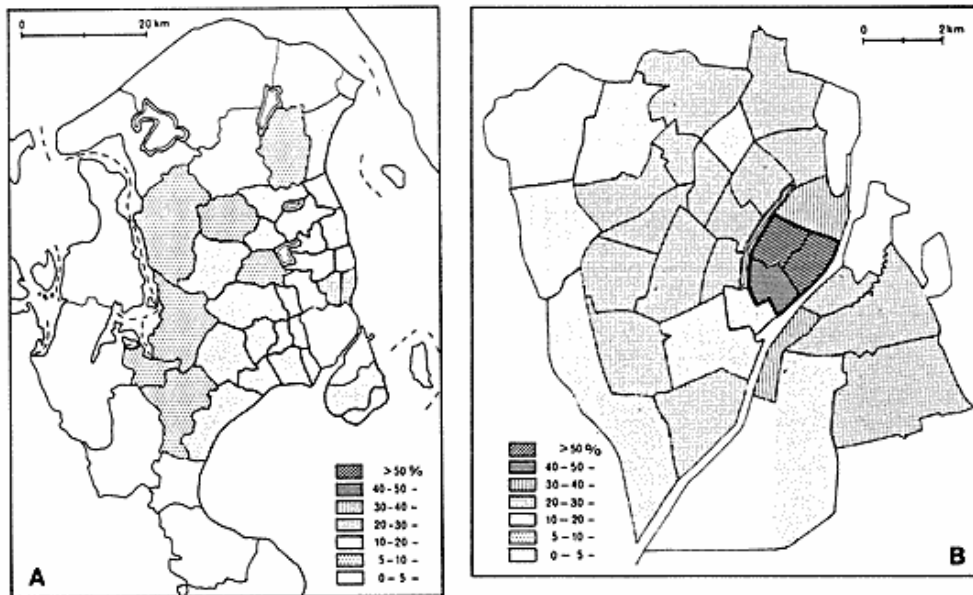 0 20 km
> 50 %
40 – 50 –
30 – 40 –
20 – 30 –
10 – 20 –
5 – 10 –
0 – 5 –
A
0 2 km
> 50 %
40 – 50 –
30 – 40 –
20 – 30 –
10 – 20 –
5 – 10 –
0 – 5 –
B